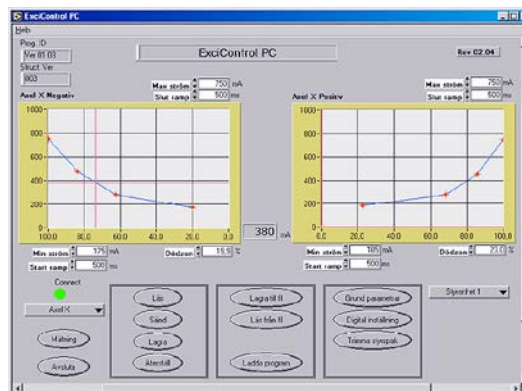 ExciControl PC
Help
Prog. ID
Ver 01.03
Struct. Ver
003
ExciControl PC
Rev 02.04
Max ström 750 mA
Slut ramp 500 ms
Axel X Negativ
1000
800
600
400
200
0
100.0 80.0 60.0 40.0 20.0 0.0
Min ström 175 mA
Dödzon 19,9 %
Start ramp 500 ms
380 mA
Max ström 750 mA
Slut ramp 500 ms
Axel X Positiv
1000
800
600
400
200
0
0.0 20.0 40.0 60.0 80.0 100.0
Min ström 185 mA
Dödzon 23,0 %
Start ramp 500 ms
Connect
Axel X
Mätning
Avsluta
Läs
Sänd
Lagra
Återställ
Lagra till fil
Läs från fil
Ladda program
Grund parametrar
Digital inställning
Trimma styrspak
Styrenhet 1